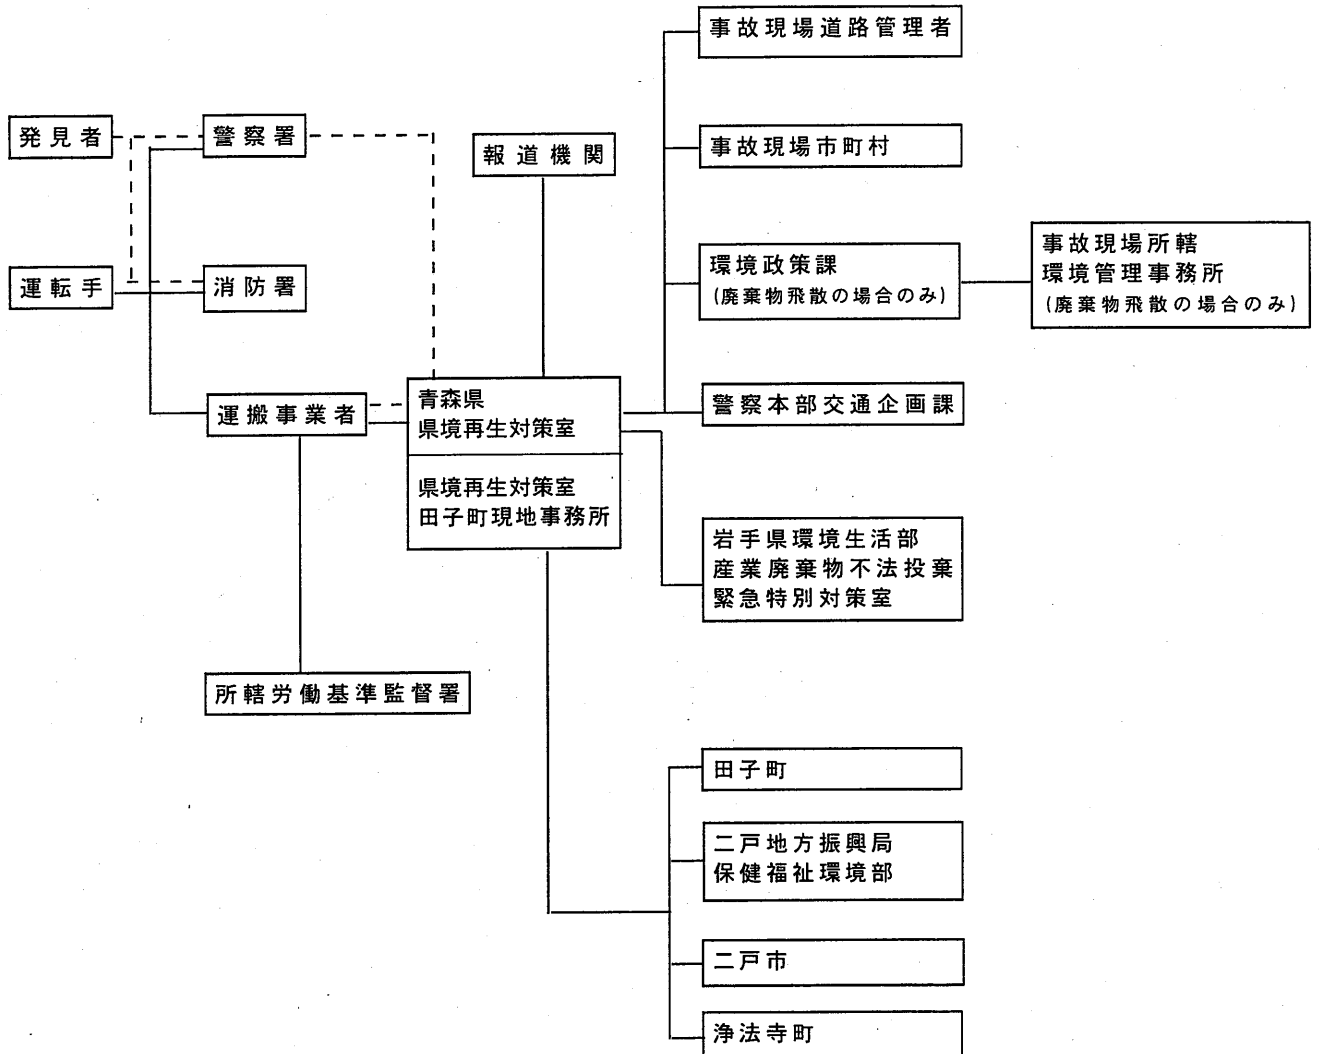 事故現場道路管理者
発見者
警察署
報道機関
事故現場市町村
運転手
消防署
環境政策課
(廃棄物飛散の場合のみ)
事故現場所轄
環境管理事務所
(廃棄物飛散の場合のみ)
運搬事業者
青森県
県境再生対策室
県境再生対策室
田子町現地事務所
警察本部交通企画課
岩手県環境生活部
産業廃棄物不法投棄
緊急特別対策室
所轄労働基準監督署
田子町
二戸地方振興局
保健福祉環境部
二戸市
浄法寺町